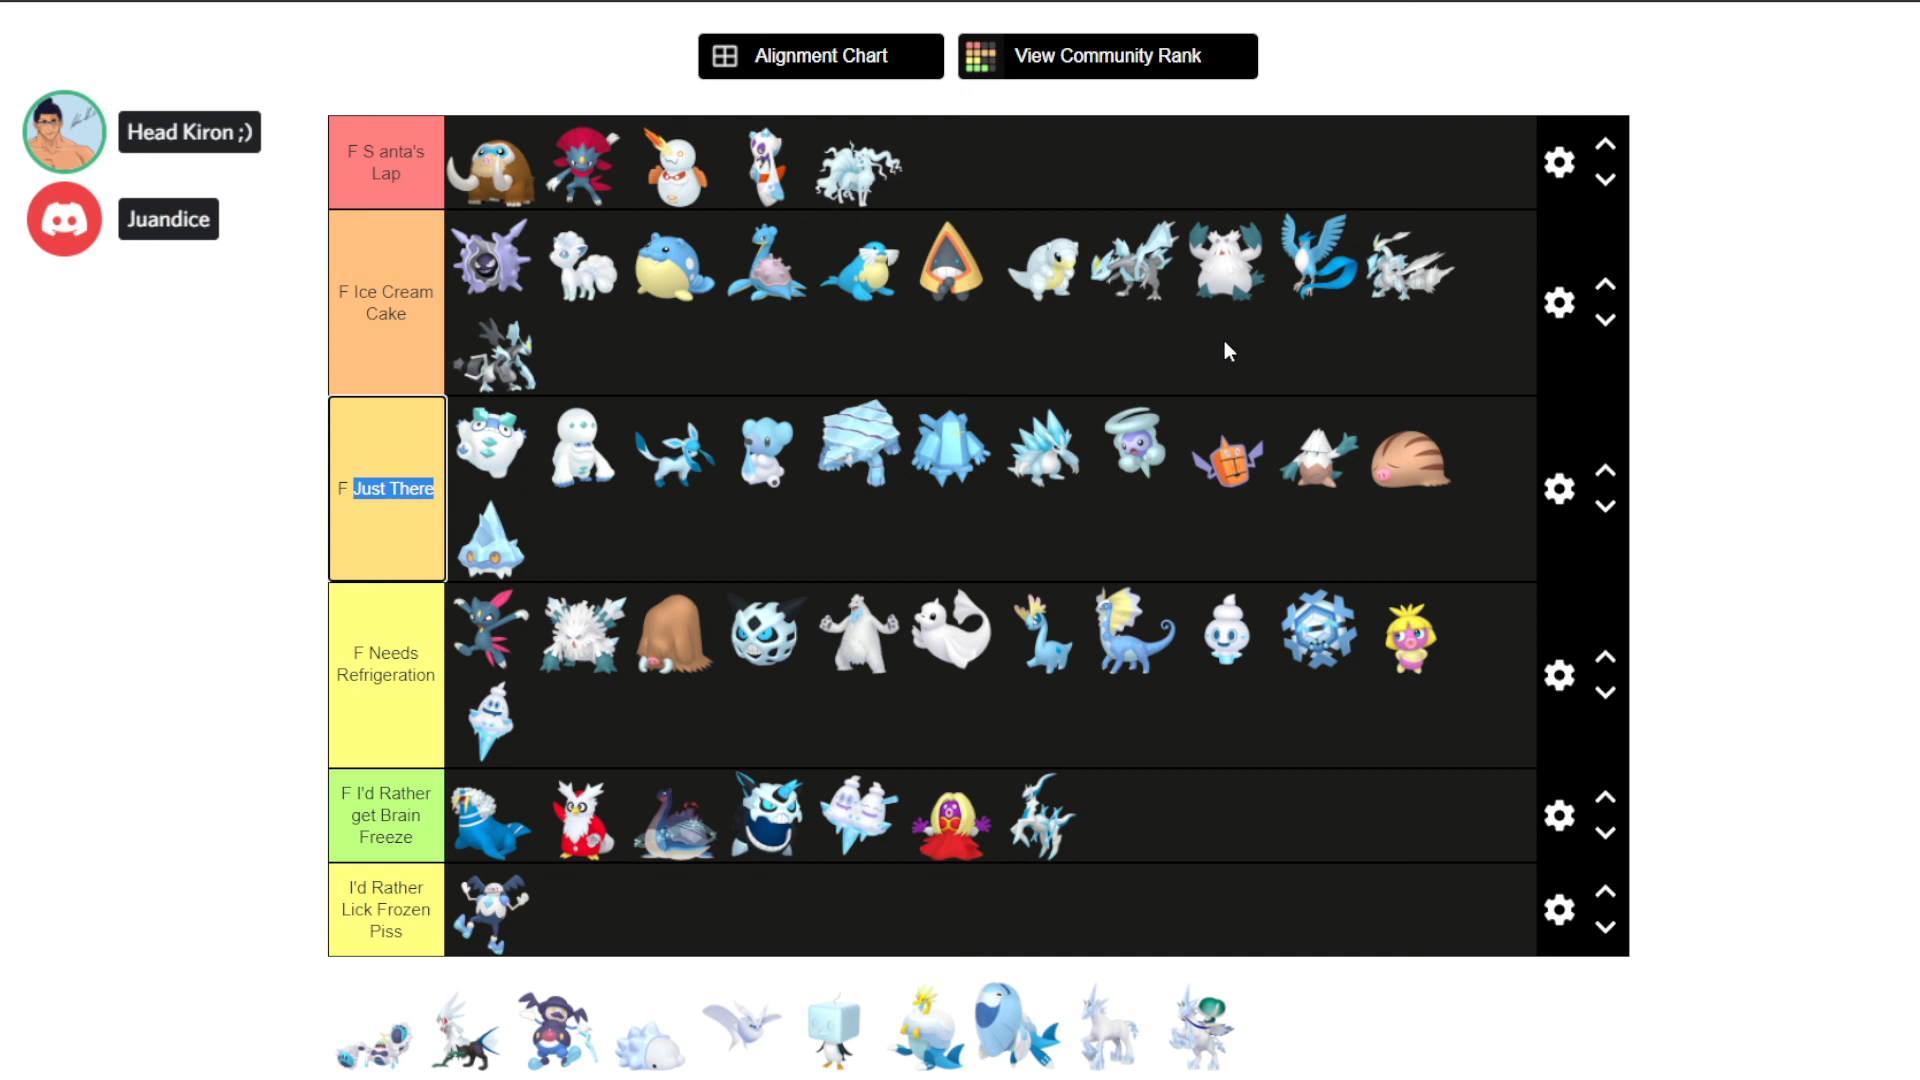 Alignment Chart
View Community Rank
Head Kiron ;)
Juandice
F S anta's
Lap
F Ice Cream
Cake
F Just There
F Needs
Refrigeration
F I'd Rather
get Brain
Freeze
I'd Rather
Lick Frozen
Piss